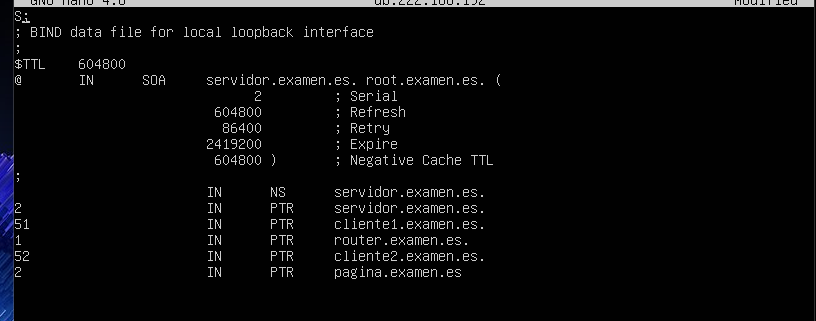 GNU nano 4.8 db.222.168.192 Modified
S;
; BIND data file for local loopback interface
;
$TTL 604800
@ IN SOA servidor.examen.es. root.examen.es. (
2 ; Serial
604800 ; Refresh
86400 ; Retry
2419200 ; Expire
604800 ) ; Negative Cache TTL
;
IN NS servidor.examen.es.
2 IN PTR servidor.examen.es.
51 IN PTR cliente1.examen.es.
1 IN PTR router.examen.es.
52 IN PTR cliente2.examen.es.
2 IN PTR pagina.examen.es